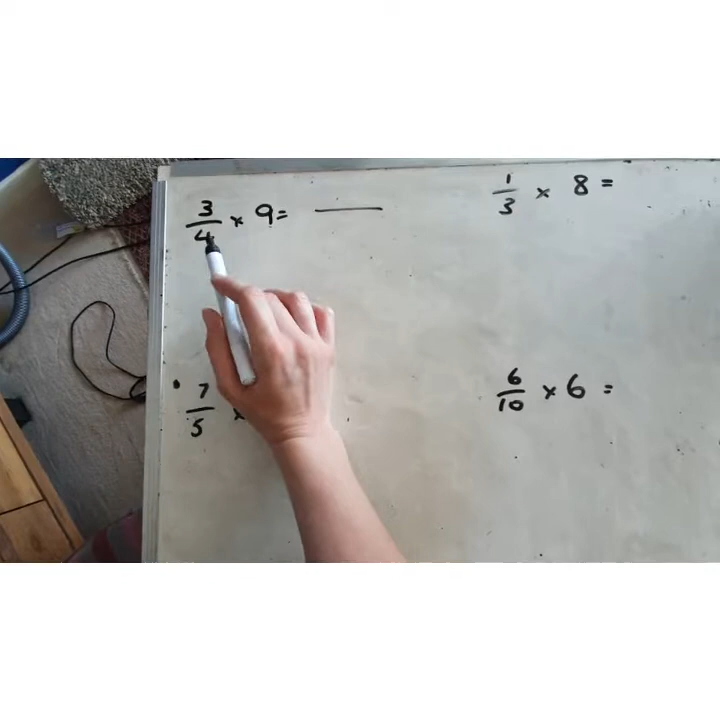 3/4 × 9 = ____
1/3 × 8 =
7/5 ×
6/10 × 6 =